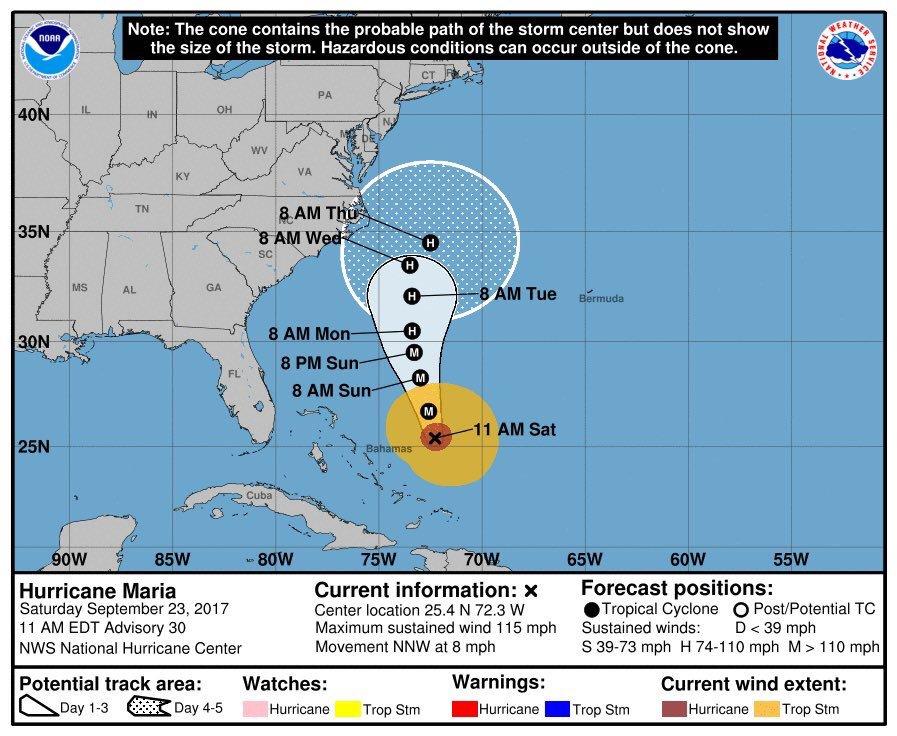 Note: The cone contains the probable path of the storm center but does not show
the size of the storm. Hazardous conditions can occur outside of the cone.
NOAA
NATIONAL WEATHER SERVICE
CT
PA
NJ
IL
IN
OH
40N
DE
WV
KY
VA
TN
NC
8 AM Thu
35N
8 AM Wed
SC
MS
AL
GA
8 AM Tue
Bermuda
30N
8 AM Mon
8 PM Sun
FL
8 AM Sun
11 AM Sat
25N
Bahamas
Cuba
90W 85W 80W 75W 70W 65W 60W 55W
Hurricane Maria
Saturday September 23, 2017
11 AM EDT Advisory 30
NWS National Hurricane Center
Current information: ×
Center location 25.4 N 72.3 W
Maximum sustained wind 115 mph
Movement NNW at 8 mph
Forecast positions:
Tropical Cyclone Post/Potential TC
Sustained winds: D < 39 mph
S 39-73 mph H 74-110 mph M > 110 mph
Potential track area:
Day 1-3 Day 4-5
Watches:
Hurricane Trop Stm
Warnings:
Hurricane Trop Stm
Current wind extent:
Hurricane Trop Stm
H
H
H
H
M
M
M